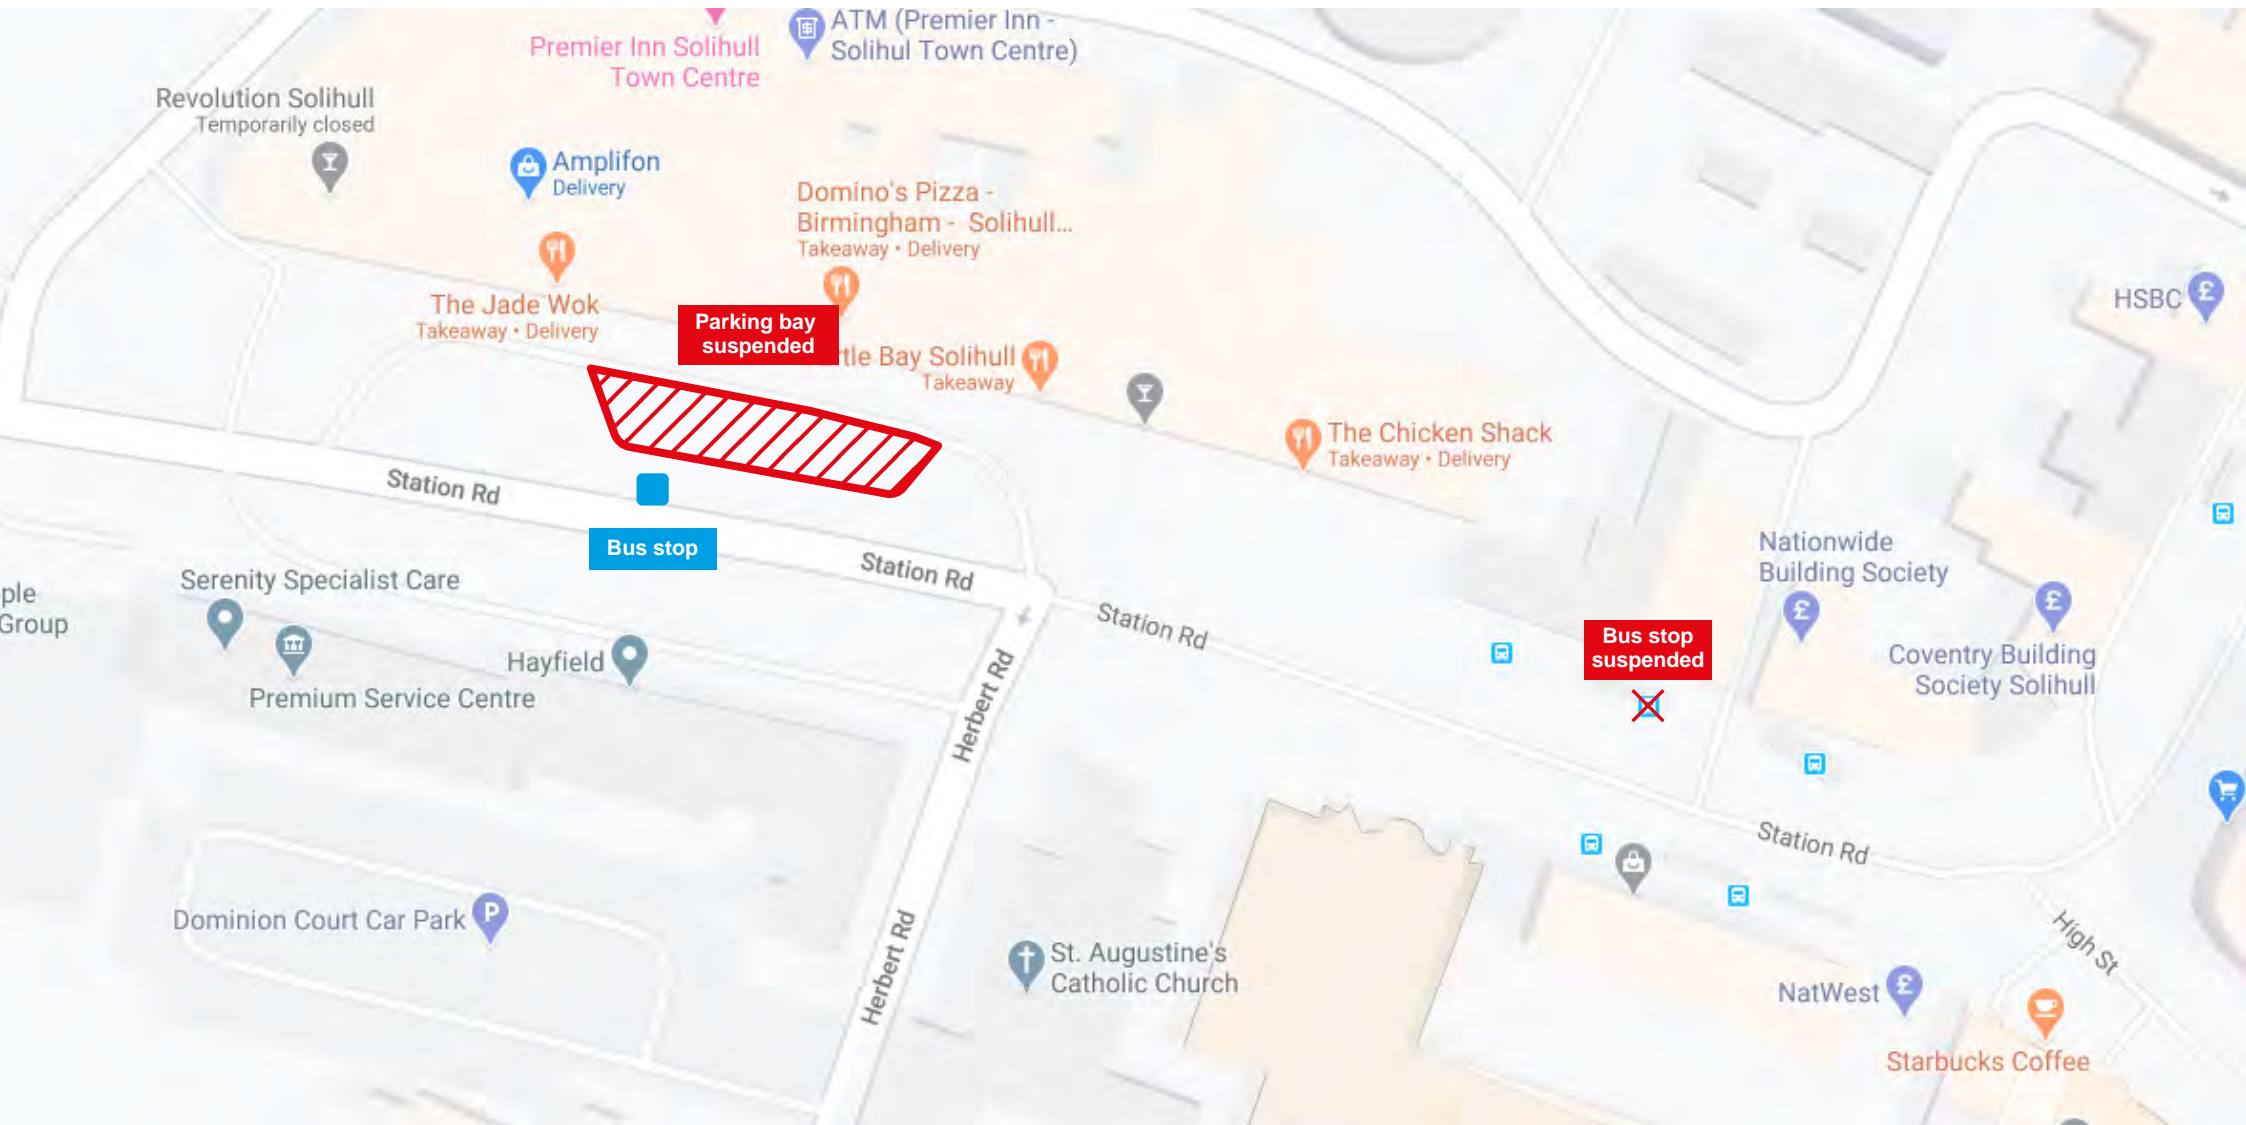 ATM (Premier Inn -
Solihul Town Centre)
Premier Inn Solihull
Town Centre
Revolution Solihull
Temporarily closed
Amplifon
Delivery
Domino's Pizza -
Birmingham - Solihull...
Takeaway • Delivery
The Jade Wok
Takeaway • Delivery
Parking bay
suspended
rtle Bay Solihull
Takeaway
HSBC
The Chicken Shack
Takeaway • Delivery
Station Rd
Bus stop
Station Rd
Nationwide
Building Society
Serenity Specialist Care
ple
Group
Station Rd
Bus stop
suspended
Hayfield
Premium Service Centre
Herbert Rd
Coventry Building
Society Solihull
Station Rd
Dominion Court Car Park
P
Herbert Rd
St. Augustine's
Catholic Church
High St
NatWest
Starbucks Coffee